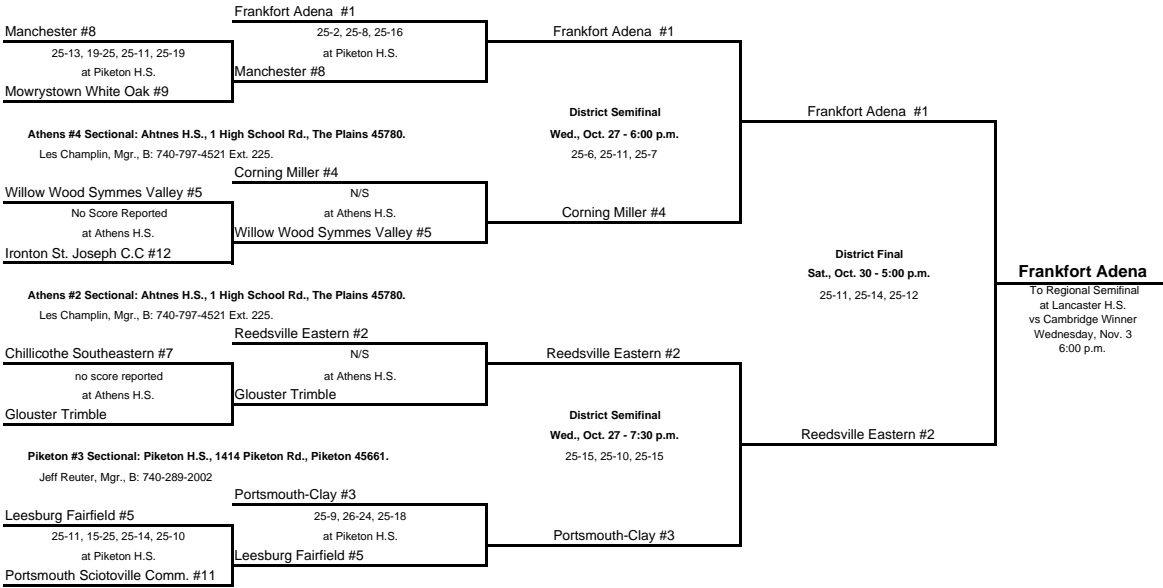 Frankfort Adena  #1
Manchester #8
25-2, 25-8, 25-16
Frankfort Adena  #1
25-13, 19-25, 25-11, 25-19
at Piketon H.S.
at Piketon H.S.
Manchester #8
Mowrystown White Oak #9
District Semifinal
Frankfort Adena  #1
Athens #4 Sectional: Ahtnes H.S., 1 High School Rd., The Plains 45780.
Wed., Oct. 27 - 6:00 p.m.
Les Champlin, Mgr., B: 740-797-4521 Ext. 225.
25-6, 25-11, 25-7
Corning Miller #4
Willow Wood Symmes Valley #5
N/S
No Score Reported
at Athens H.S.
Corning Miller #4
at Athens H.S.
Willow Wood Symmes Valley #5
Ironton St. Joseph C.C #12
District Final
Sat., Oct. 30 - 5:00 p.m.
Frankfort Adena
Athens #2 Sectional: Ahtnes H.S., 1 High School Rd., The Plains 45780.
25-11, 25-14, 25-12
To Regional Semifinal
at Lancaster H.S.
Les Champlin, Mgr., B: 740-797-4521 Ext. 225.
vs Cambridge Winner
Reedsville Eastern #2
Wednesday, Nov. 3
6:00 p.m.
Chillicothe Southeastern #7
N/S
Reedsville Eastern #2
no score reported
at Athens H.S.
at Athens H.S.
Glouster Trimble
Glouster Trimble
District Semifinal
Wed., Oct. 27 - 7:30 p.m.
Reedsville Eastern #2
Piketon #3 Sectional: Piketon H.S., 1414 Piketon Rd., Piketon 45661.
25-15, 25-10, 25-15
Jeff Reuter, Mgr., B: 740-289-2002
Portsmouth-Clay #3
Leesburg Fairfield #5
25-9, 26-24, 25-18
25-11, 15-25, 25-14, 25-10
at Piketon H.S.
Portsmouth-Clay #3
at Piketon H.S.
Leesburg Fairfield #5
Portsmouth Sciotoville Comm. #11